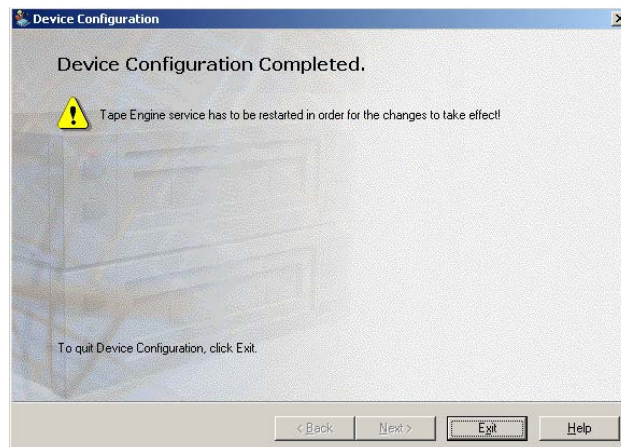 Device Configuration
Device Configuration Completed.
Tape Engine service has to be restarted in order for the changes to take effect!
To quit Device Configuration, click Exit.
< Back Next > Exit Help